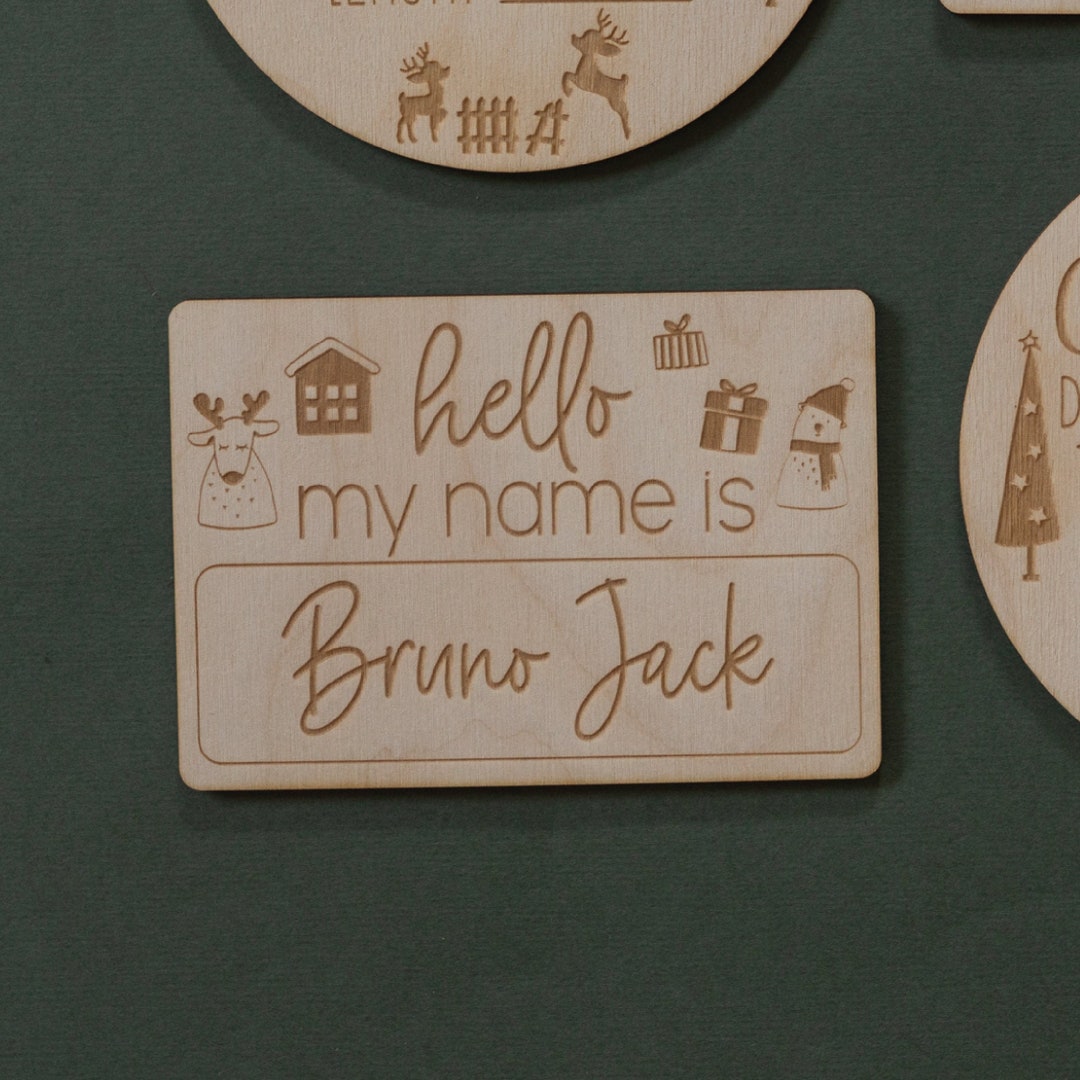 hello
my name is
Bruno Jack